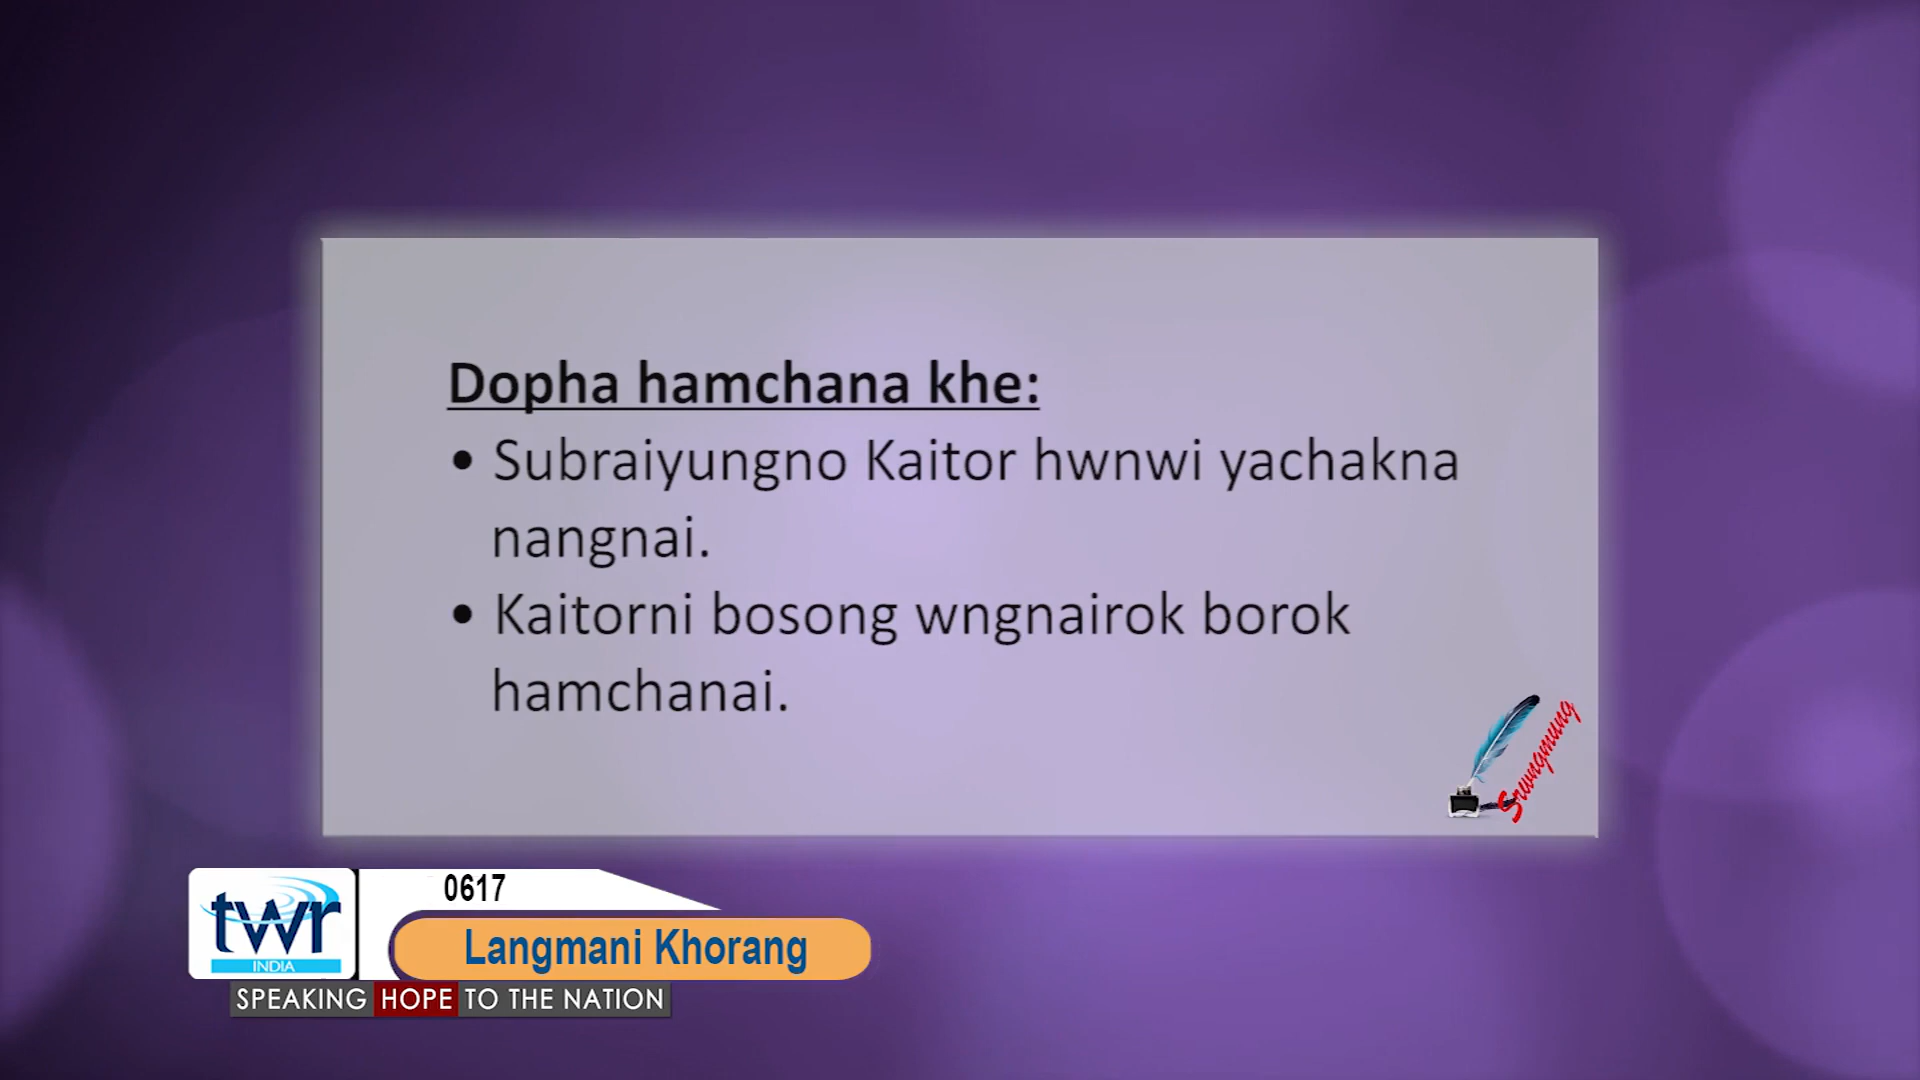 Dopha hamchana khe:
• Subraiyungno Kaitor hwnwi yachakna
nangnai.
• Kaitorni bosong wngnairok borok
hamchanai.
Srwngmung
0617
twr
INDIA
Langmani Khorang
SPEAKING HOPE TO THE NATION